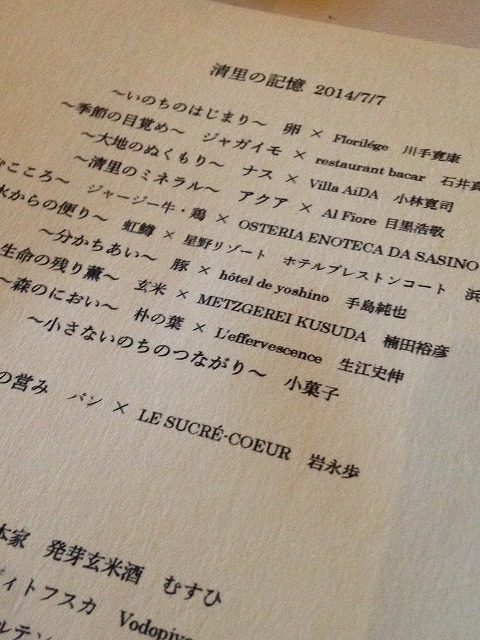 清里の記憶 2014/7/7
～いのちのはじまり～ 卵 × Florilége 川手寛康
～季節の目覚め～ ジャガイモ × restaurant bacar 石井真
～大地のぬくもり～ ナス × Villa AiDA 小林寛司
～清里のミネラル～ アクア × Al Fiore 目黒浩敬
こころ～ ジャージー牛・鶏 × OSTERIA ENOTECA DA SASINO
水からの便り～ 虹鱒 × 星野リゾート ホテルブレストンコート 浜
～分かちあい～ 豚 × hôtel de yoshino 手島純也
生命の残り薫～ 玄米 × METZGEREI KUSUDA 楠田裕彦
～森のにおい～ 朴の葉 × L'effervescence 生江史伸
～小さないのちのつながり～ 小菓子
の営み パン × LE SUCRÉ-COEUR 岩永歩
本家 発芽玄米酒 むすひ
ィトフスカ Vodopive